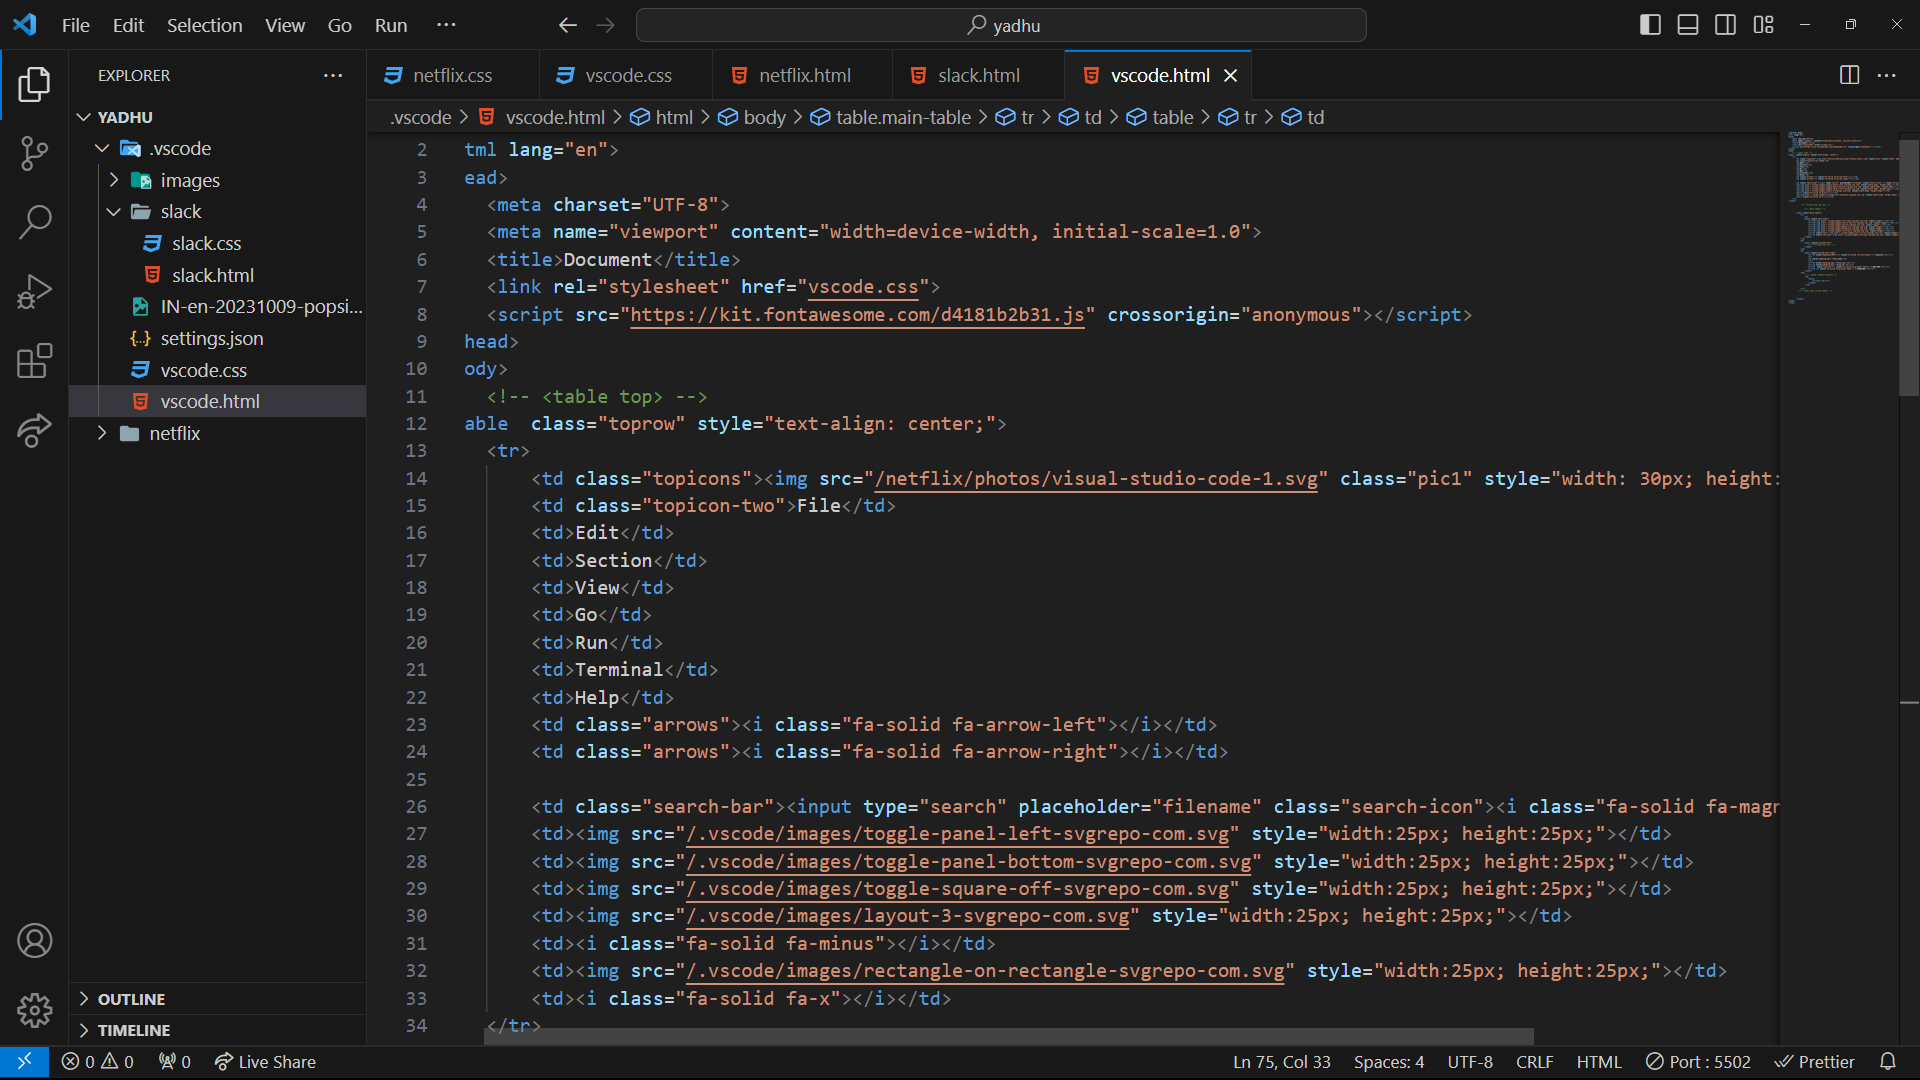 File Edit Selection View Go Run ···
yadhu
EXPLORER ···
YADHU
.vscode
images
slack
slack.css
slack.html
IN-en-20231009-popsi...
settings.json
vscode.css
vscode.html
netflix
OUTLINE
TIMELINE
netflix.css vscode.css netflix.html slack.html vscode.html
.vscode > vscode.html > html > body > table.main-table > tr > td > table > tr > td
2 tml lang="en">
3 ead>
4 <meta charset="UTF-8">
5 <meta name="viewport" content="width=device-width, initial-scale=1.0">
6 <title>Document</title>
7 <link rel="stylesheet" href="vscode.css">
8 <script src="https://kit.fontawesome.com/d4181b2b31.js" crossorigin="anonymous"></script>
9 head>
10 ody>
11 <!-- <table top> -->
12 able  class="toprow" style="text-align: center;">
13 <tr>
14 <td class="topicons"><img src="/netflix/photos/visual-studio-code-1.svg" class="pic1" style="width: 30px; height:
15 <td class="topicon-two">File</td>
16 <td>Edit</td>
17 <td>Section</td>
18 <td>View</td>
19 <td>Go</td>
20 <td>Run</td>
21 <td>Terminal</td>
22 <td>Help</td>
23 <td class="arrows"><i class="fa-solid fa-arrow-left"></i></td>
24 <td class="arrows"><i class="fa-solid fa-arrow-right"></i></td>
25
26 <td class="search-bar"><input type="search" placeholder="filename" class="search-icon"><i class="fa-solid fa-magn
27 <td><img src="/.vscode/images/toggle-panel-left-svgrepo-com.svg" style="width:25px; height:25px;"></td>
28 <td><img src="/.vscode/images/toggle-panel-bottom-svgrepo-com.svg" style="width:25px; height:25px;"></td>
29 <td><img src="/.vscode/images/toggle-square-off-svgrepo-com.svg" style="width:25px; height:25px;"></td>
30 <td><img src="/.vscode/images/layout-3-svgrepo-com.svg" style="width:25px; height:25px;"></td>
31 <td><i class="fa-solid fa-minus"></i></td>
32 <td><img src="/.vscode/images/rectangle-on-rectangle-svgrepo-com.svg" style="width:25px; height:25px;"></td>
33 <td><i class="fa-solid fa-x"></i></td>
34 </tr>
0 0 0 Live Share Ln 75, Col 33 Spaces: 4 UTF-8 CRLF HTML Port : 5502 Prettier